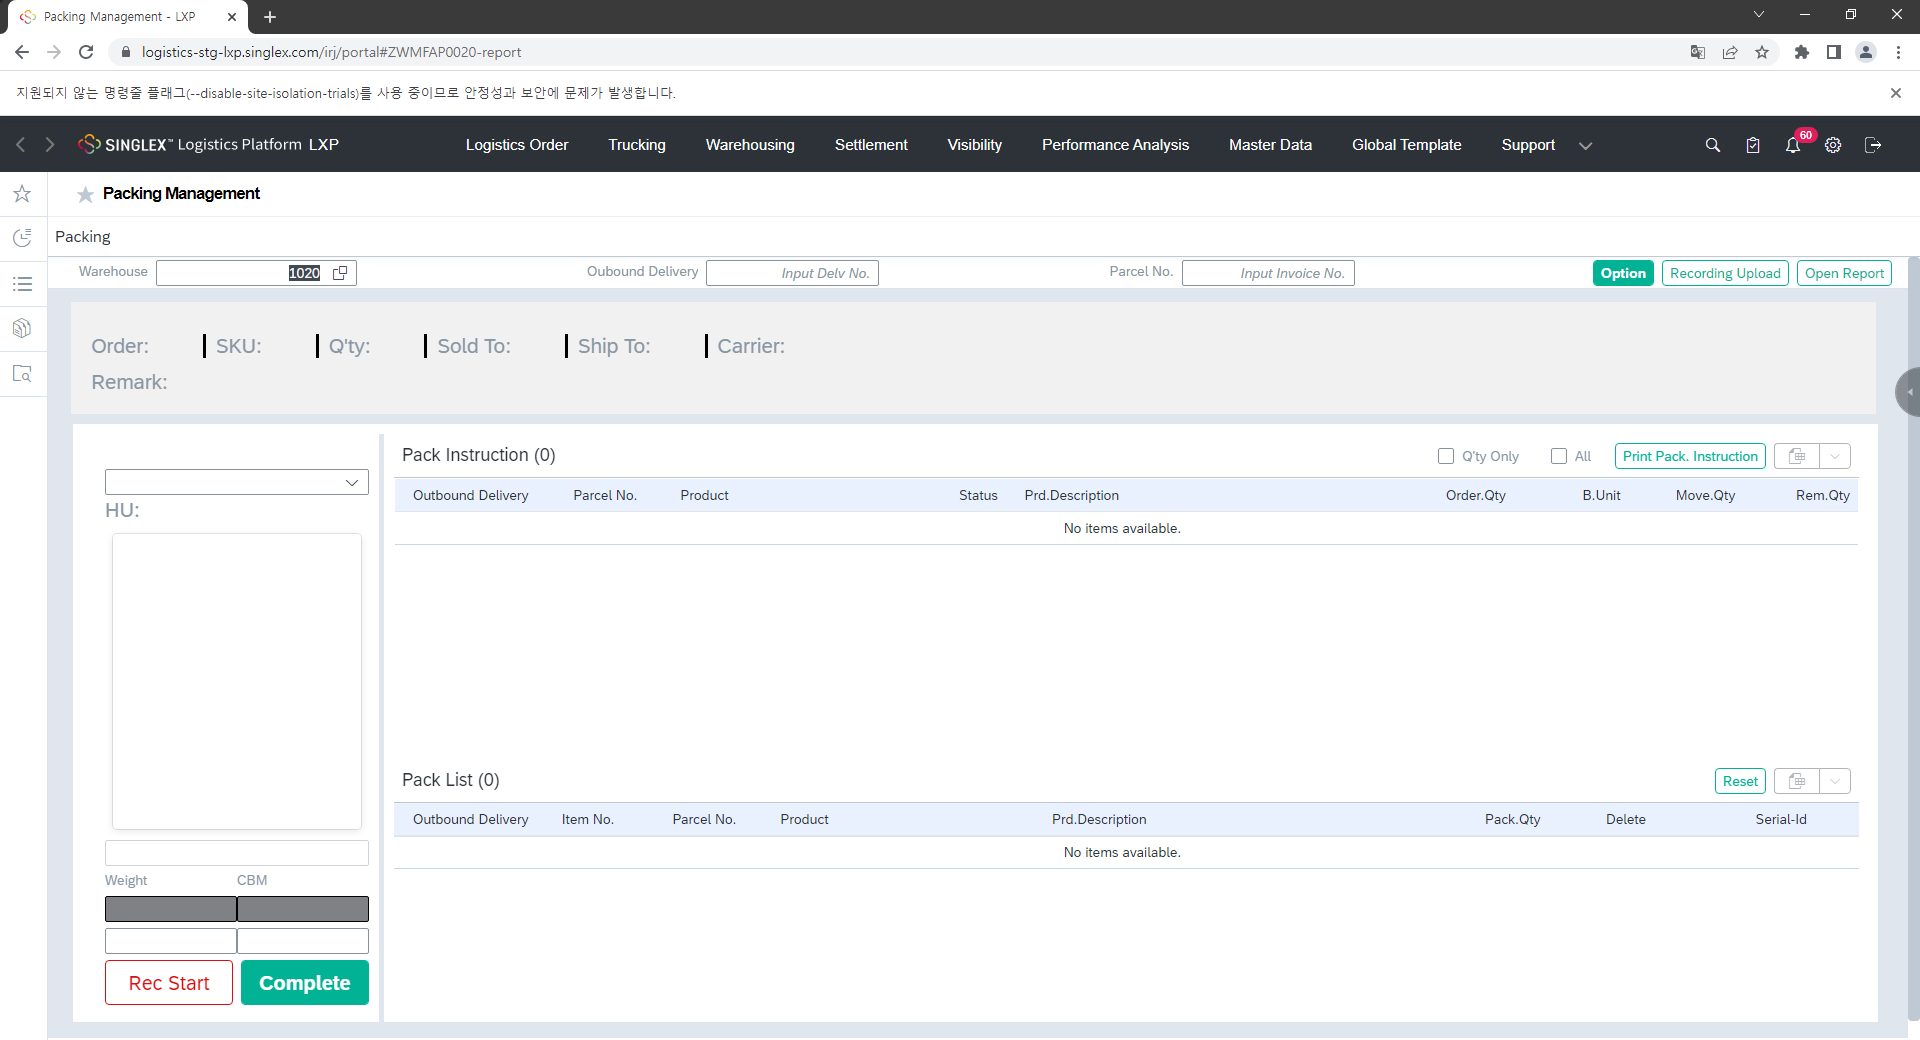 Packing Management - LXP
logistics-stg-lxp.singlex.com/irj/portal#ZWMFAP0020-report
지원되지 않는 명령줄 플래그(--disable-site-isolation-trials)를 사용 중이므로 안정성과 보안에 문제가 발생합니다.
SINGLEX™ Logistics Platform LXP Logistics Order Trucking Warehousing Settlement Visibility Performance Analysis Master Data Global Template Support 60
Packing Management
Packing
Warehouse 1020 Oubound Delivery Input Delv No. Parcel No. Input Invoice No. Option Recording Upload Open Report
Order: SKU: Q'ty: Sold To: Ship To: Carrier:
Remark:
Pack Instruction (0) Q'ty Only All Print Pack. Instruction
Outbound Delivery Parcel No. Product Status Prd.Description Order.Qty B.Unit Move.Qty Rem.Qty
No items available.
HU:
Pack List (0) Reset
Outbound Delivery Item No. Parcel No. Product Prd.Description Pack.Qty Delete Serial-Id
No items available.
Weight CBM
Rec Start Complete